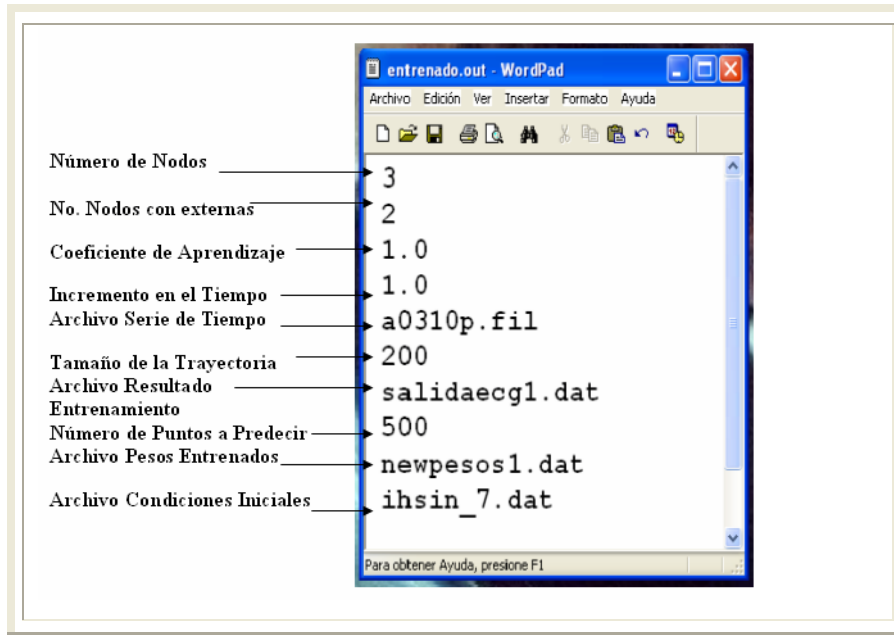 entrenado.out - WordPad
Archivo Edición Ver Insertar Formato Ayuda
Número de Nodos
3
No. Nodos con externas
2
Coeficiente de Aprendizaje
1.0
Incremento en el Tiempo
1.0
Archivo Serie de Tiempo
a0310p.fil
Tamaño de la Trayectoria
200
Archivo Resultado
Entrenamiento
salidaecg1.dat
Número de Puntos a Predecir
500
Archivo Pesos Entrenados
newpesos1.dat
Archivo Condiciones Iniciales
ihsin_7.dat
Para obtener Ayuda, presione F1